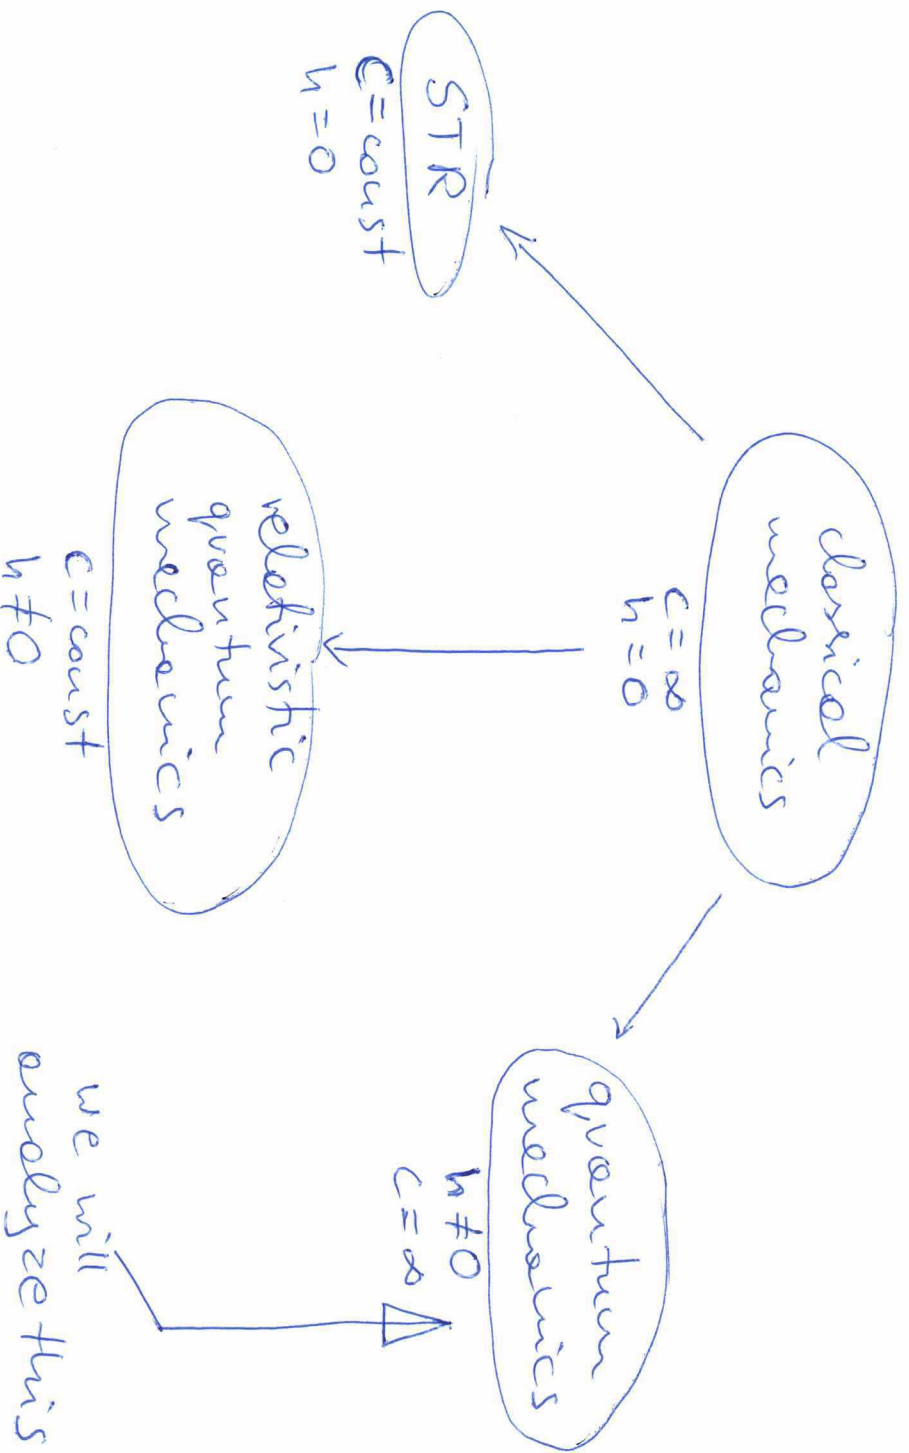 classical
mechanics
c=∞
h=0
STR
c=const
h=0
relativistic
quantum
mechanics
c=const
h≠0
quantum
mechanics
h≠0
c=∞
we will
analyze this